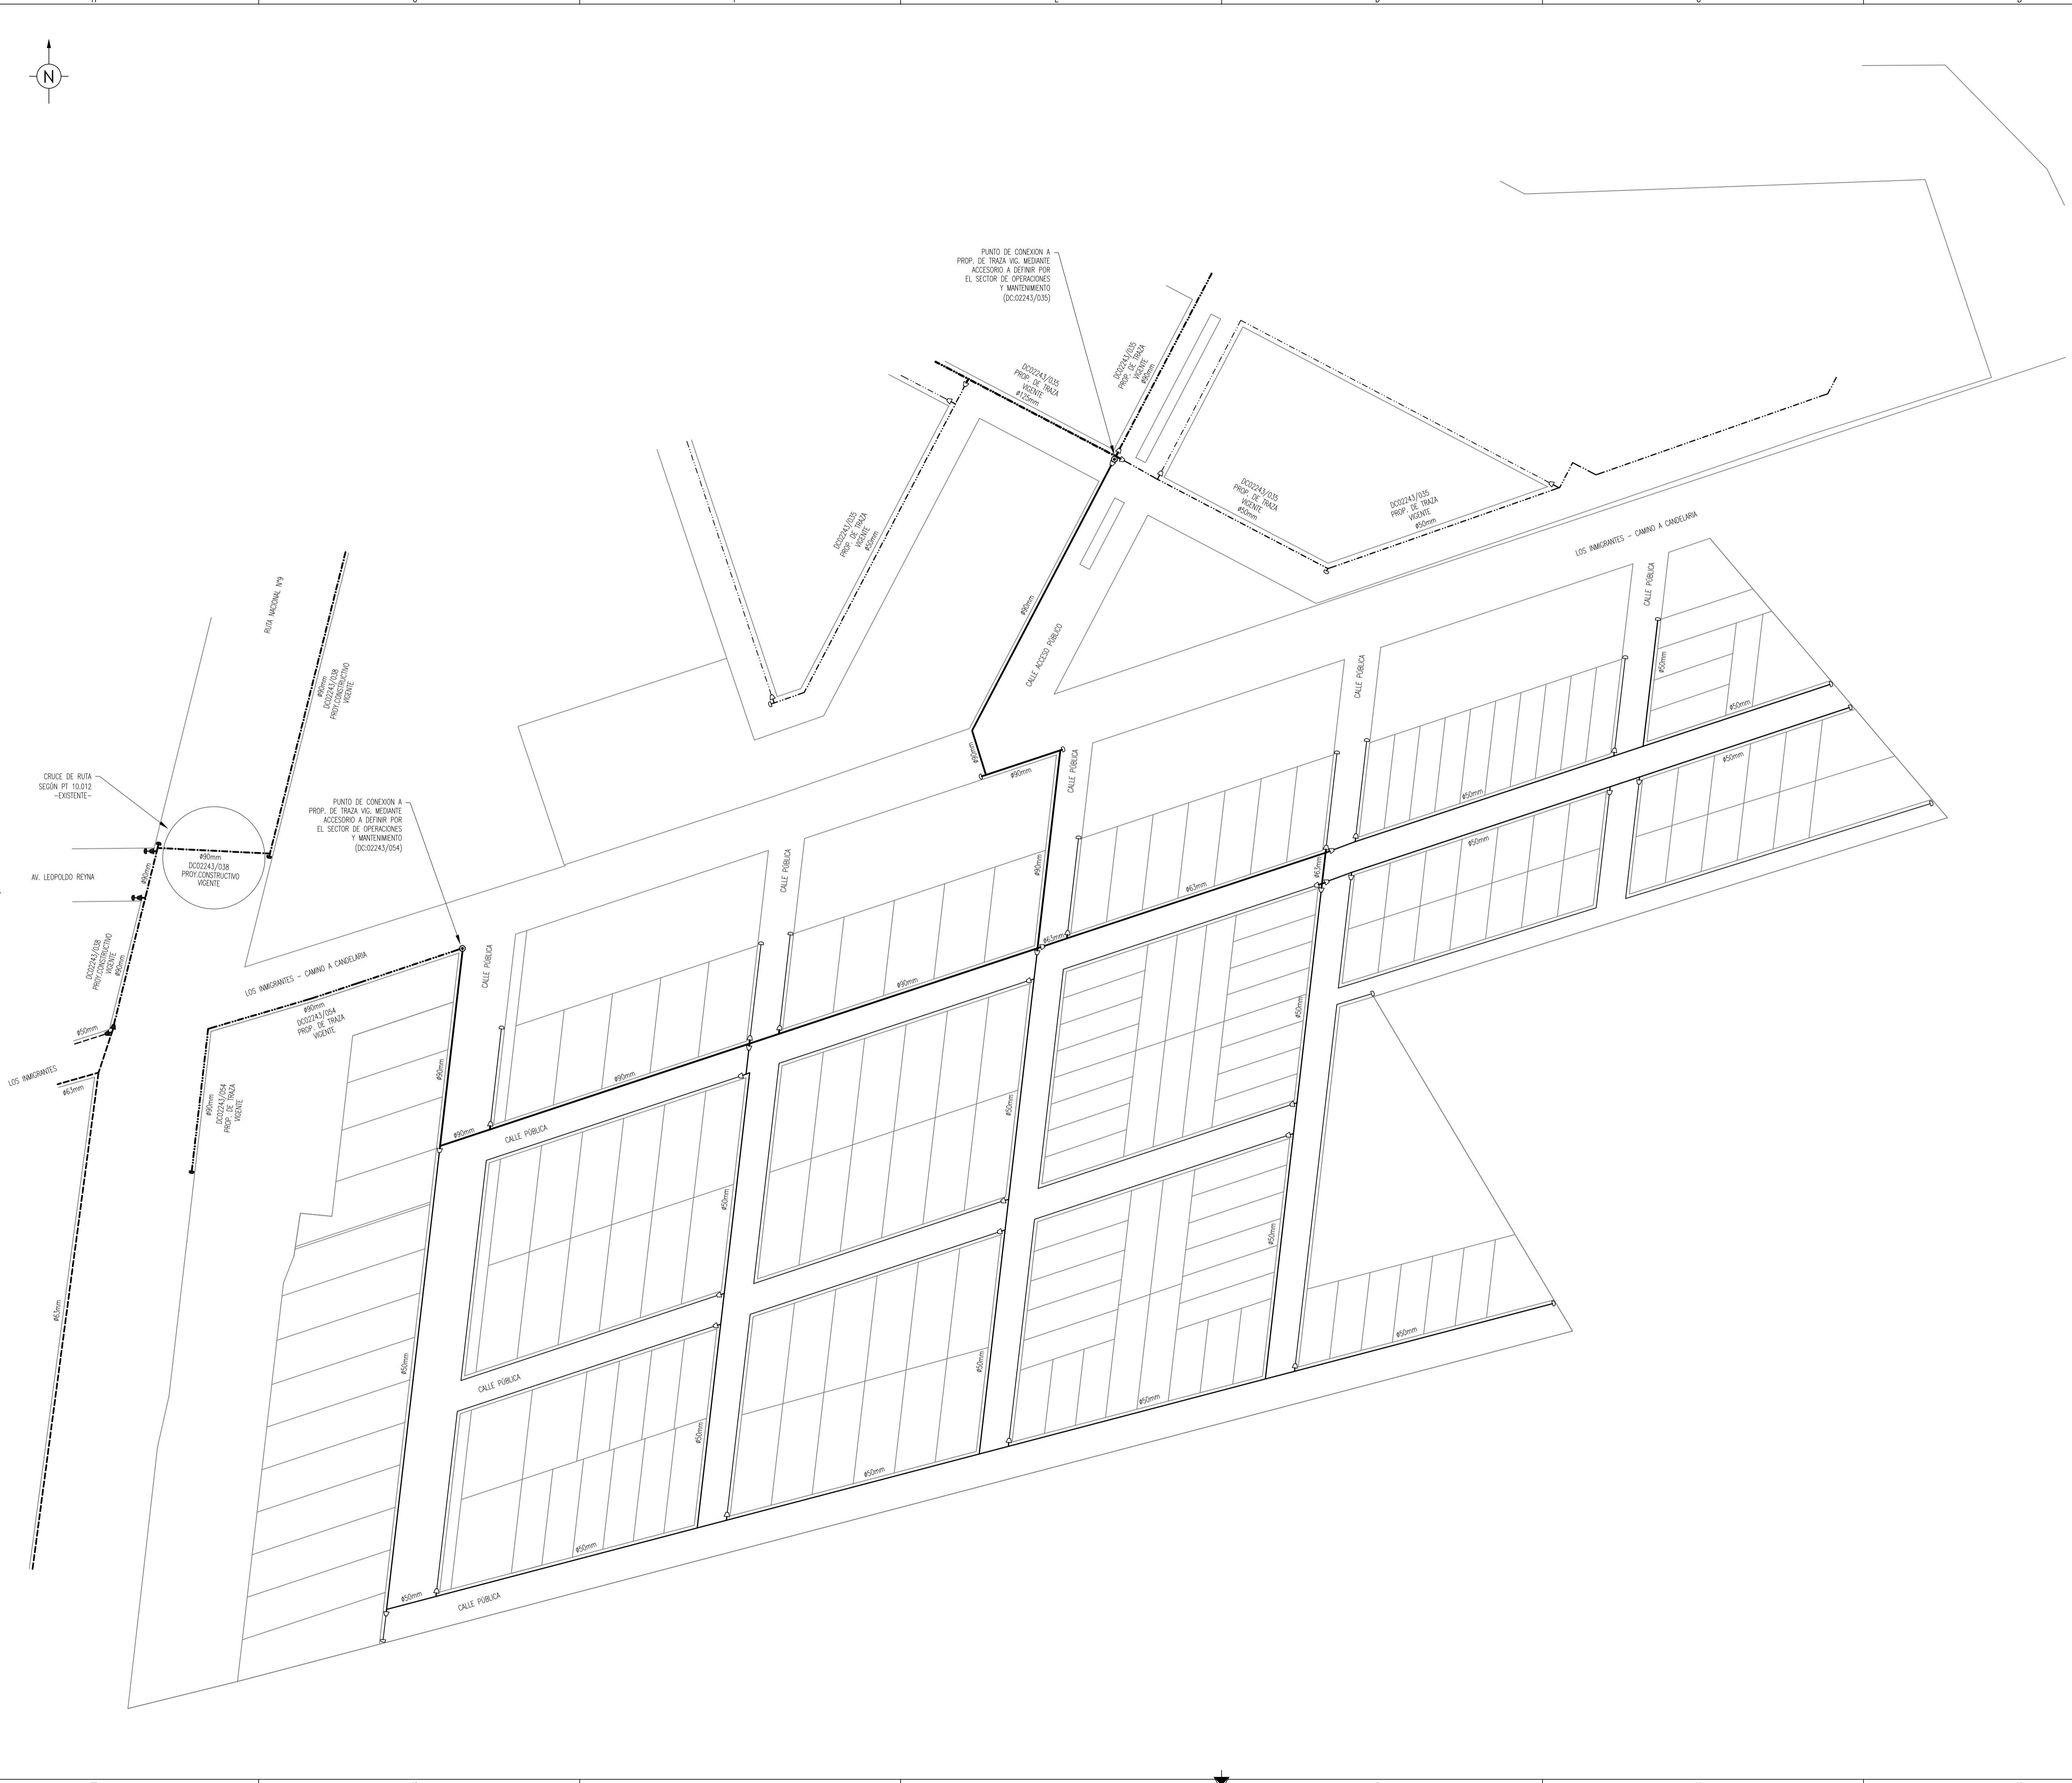 N
PUNTO DE CONEXION A
PROP. DE TRAZA VIG. MEDIANTE
ACCESORIO A DEFINIR POR
EL SECTOR DE OPERACIONES
Y MANTENIMIENTO
(DC:02243/035)
DC02243/035
PROP. DE TRAZA
VIGENTE
ø125mm
DC02243/035
PROP. DE TRAZA
VIGENTE
ø90mm
DC02243/035
PROP. DE TRAZA
VIGENTE
ø50mm
DC02243/035
PROP. DE TRAZA
VIGENTE
ø50mm
DC02243/035
PROP. DE TRAZA
VIGENTE
ø50mm
LOS INMIGRANTES - CAMINO A CANDELARIA
CALLE PÚBLICA
ø50mm
ø50mm
ø50mm
RUTA NACIONAL N°9
ø90mm
DC02243/038
PROY.CONSTRUCTIVO
VIGENTE
ø90mm
CALLE ACCESO PÚBLICO
ø90mm
ø90mm
CALLE PÚBLICA
CALLE PÚBLICA
ø50mm
ø50mm
CRUCE DE RUTA
SEGÚN PT 10.012
-EXISTENTE-
PUNTO DE CONEXION A
PROP. DE TRAZA VIG. MEDIANTE
ACCESORIO A DEFINIR POR
EL SECTOR DE OPERACIONES
Y MANTENIMIENTO
(DC:02243/054)
ø90mm
DC02243/038
PROY.CONSTRUCTIVO
VIGENTE
AV. LEOPOLDO REYNA
ø90mm
CALLE PÚBLICA
ø90mm
ø63mm
ø63mm
ø63mm
DC02243/038
PROY.CONSTRUCTIVO
VIGENTE
ø90mm
LOS INMIGRANTES - CAMINO A CANDELARIA
ø90mm
DC02243/054
PROP. DE TRAZA
VIGENTE
CALLE PÚBLICA
ø90mm
ø50mm
ø50mm
LOS INMIGRANTES
ø63mm
ø90mm
DC02243/054
PROP. DE TRAZA
VIGENTE
ø90mm
ø90mm
ø90mm
CALLE PÚBLICA
ø50mm
ø50mm
ø50mm
ø63mm
ø50mm
CALLE PÚBLICA
ø50mm
ø50mm
ø50mm
ø50mm
ø50mm
ø50mm
ø50mm
CALLE PÚBLICA